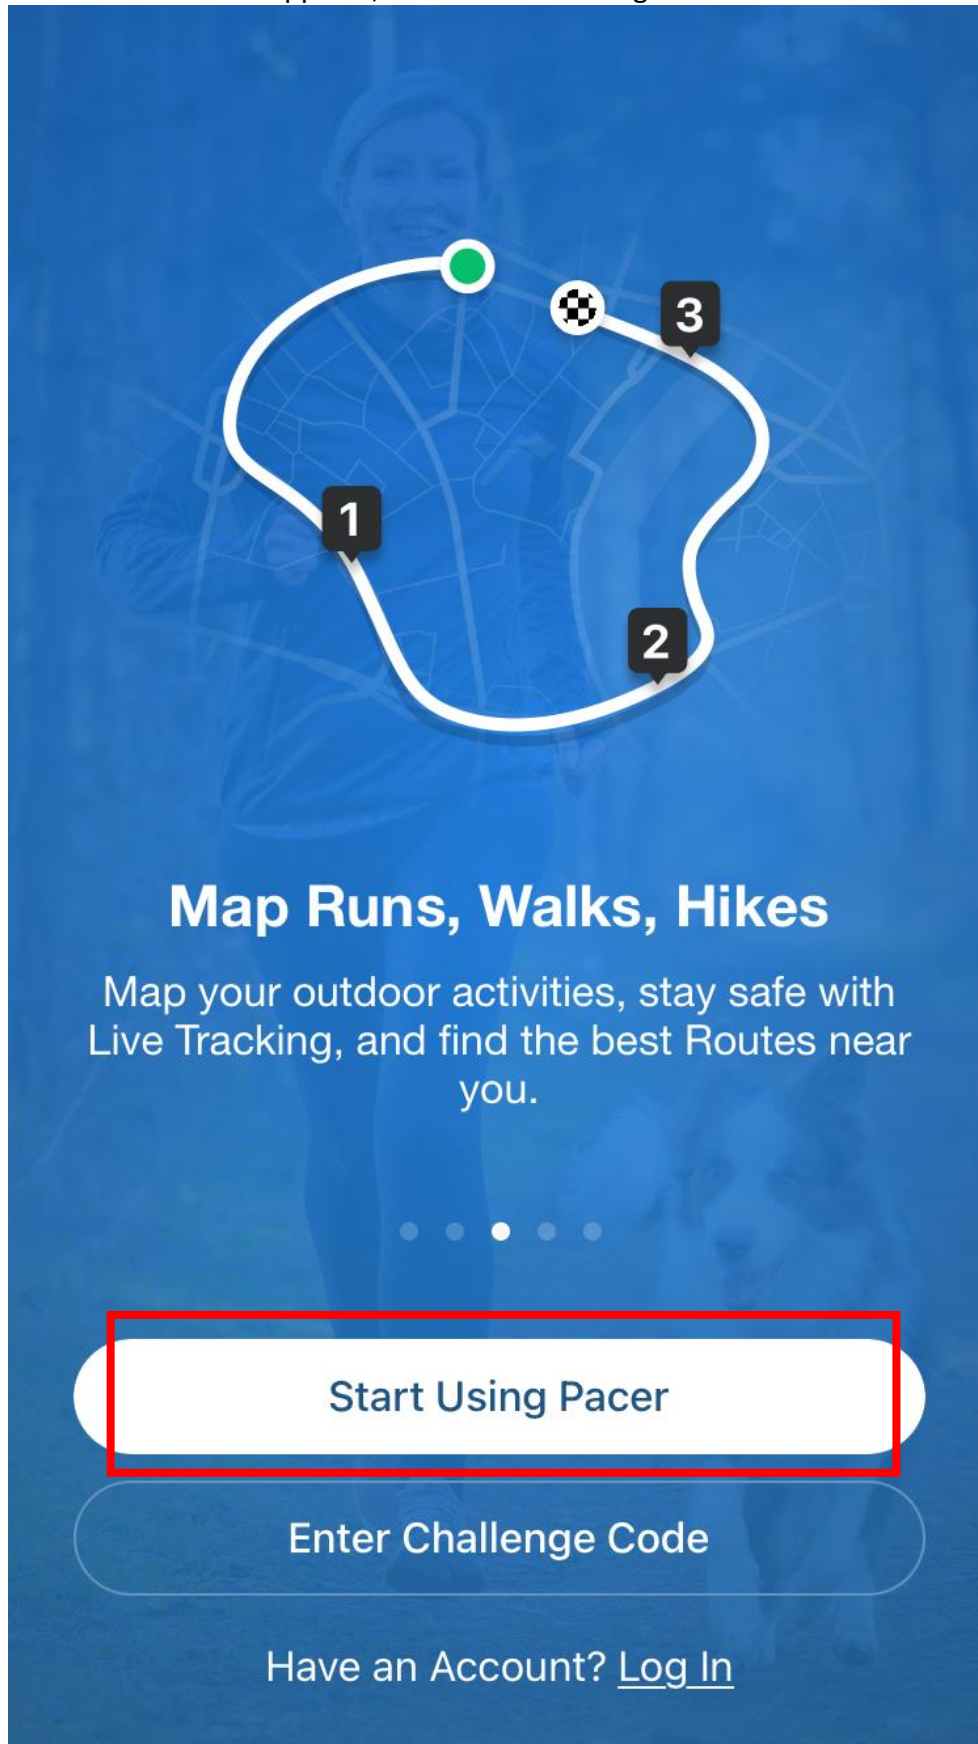 3
1
2
Map Runs, Walks, Hikes
Map your outdoor activities, stay safe with
Live Tracking, and find the best Routes near
you.
Start Using Pacer
Enter Challenge Code
Have an Account? Log In